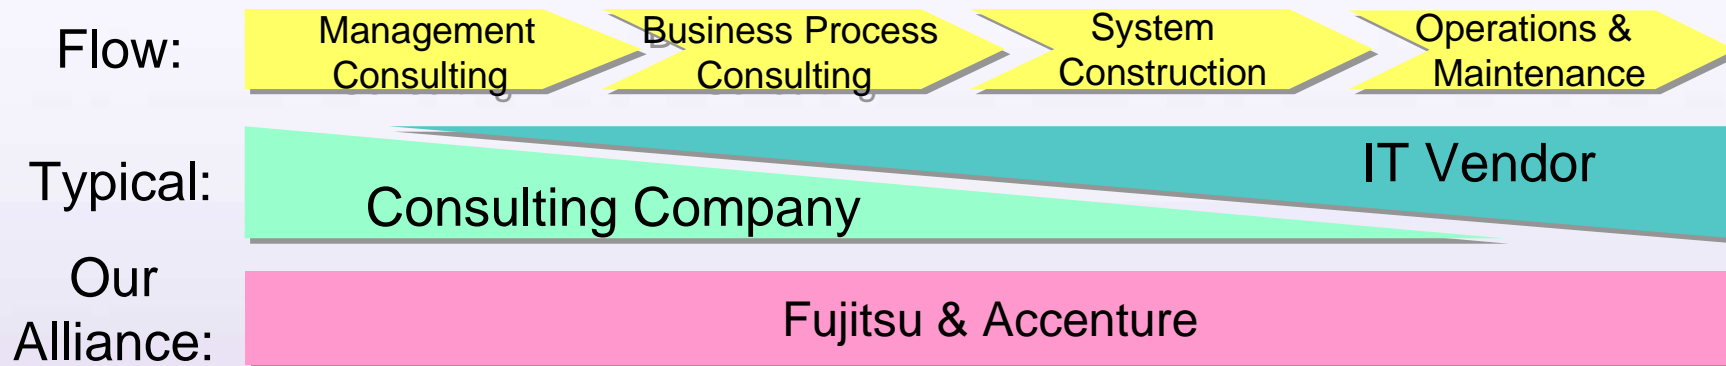 Flow:
Management
Consulting
Business Process
Consulting
System
Construction
Operations &
Maintenance
Typical:
Consulting Company
IT Vendor
Our
Alliance:
Fujitsu & Accenture